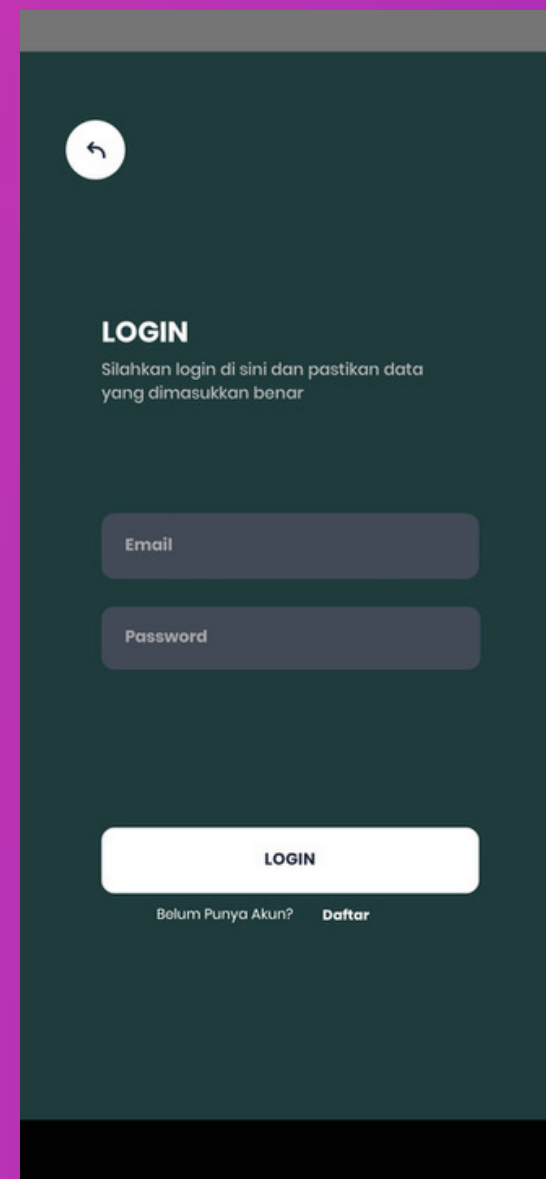 LOGIN
Silahkan login di sini dan pastikan data
yang dimasukkan benar
Email
Password
LOGIN
Belum Punya Akun? Daftar